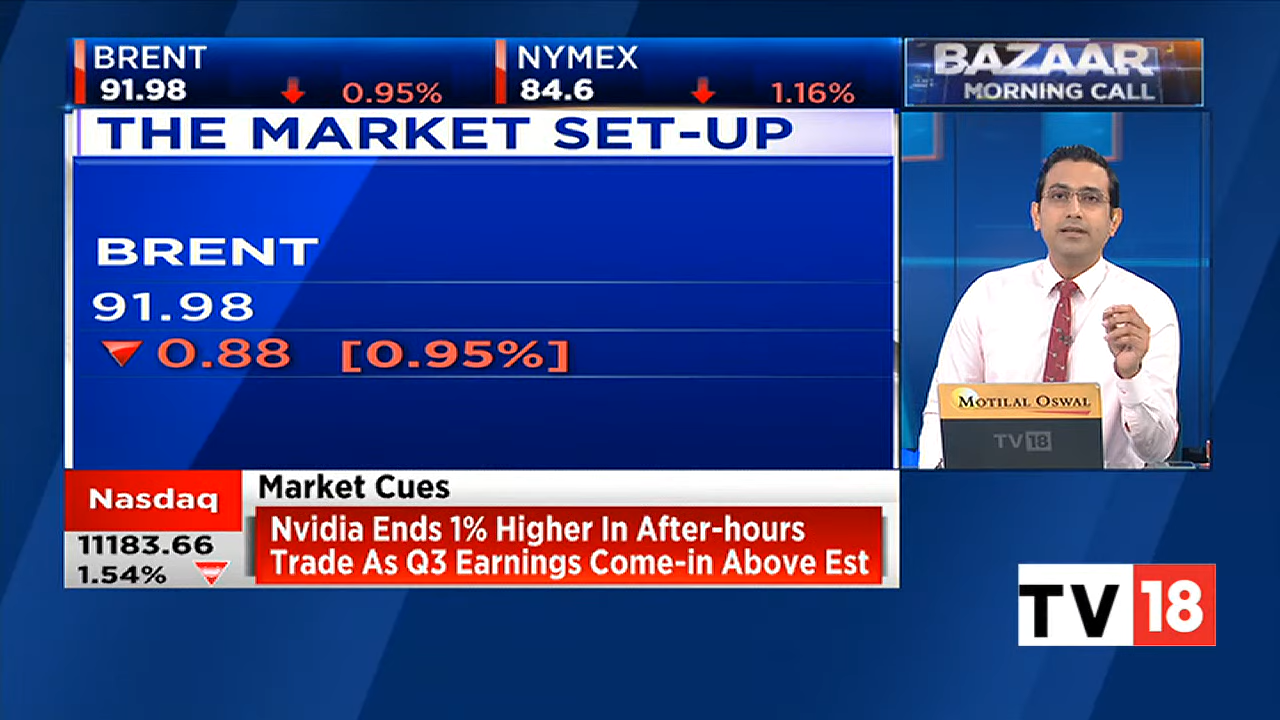 BRENT
91.98 0.95%
NYMEX
84.6 1.16%
BAZAAR
MORNING CALL
THE MARKET SET-UP
BRENT
91.98
0.88 [0.95%]
MOTILAL OSWAL
TV18
Nasdaq
11183.66
1.54%
Market Cues
Nvidia Ends 1% Higher In After-hours
Trade As Q3 Earnings Come-in Above Est
TV18